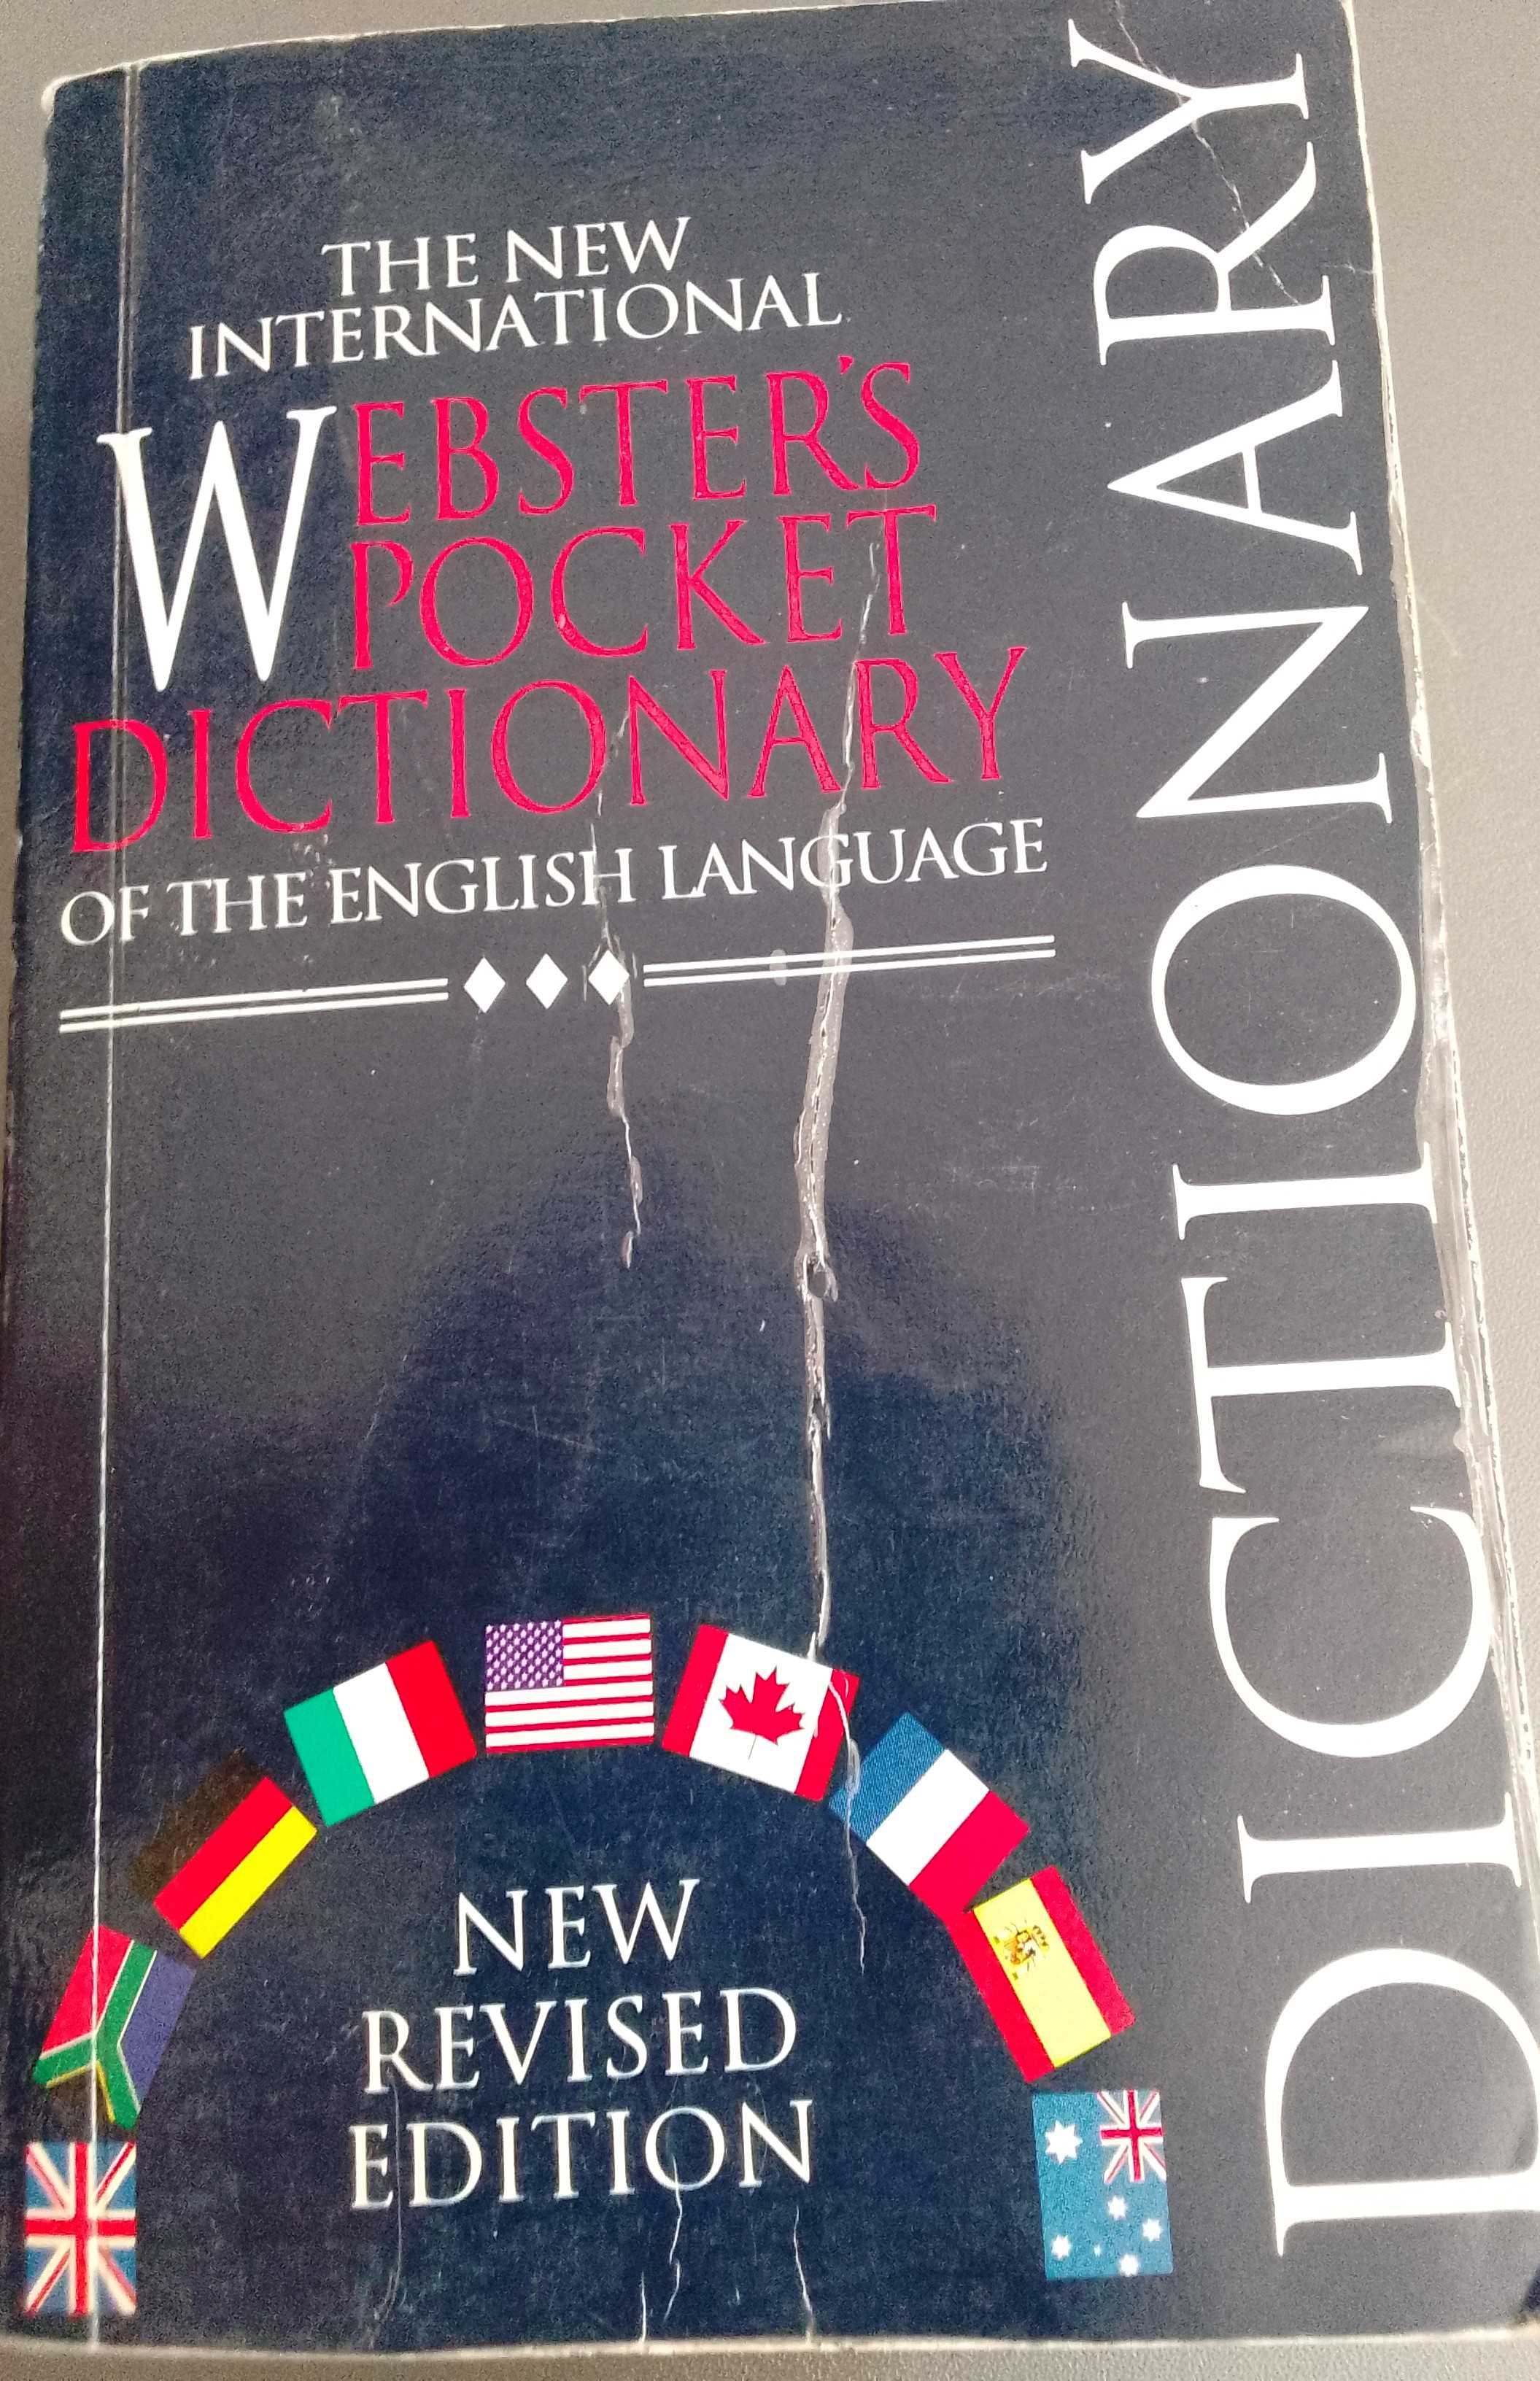 THE NEW
INTERNATIONAL
WEBSTER'S
POCKET
DICTIONARY
OF THE ENGLISH LANGUAGE
NEW
REVISED
EDITION
DICTIONARY